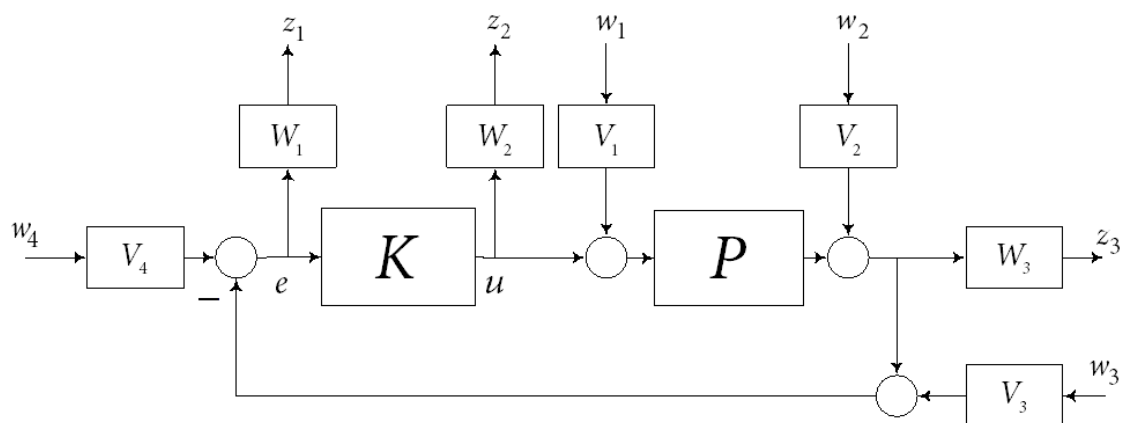 z₁ z₂ w₁ w₂
W₁ W₂ V₁ V₂
w₄ V₄ K P W₃ z₃
− e u
V₃ w₃